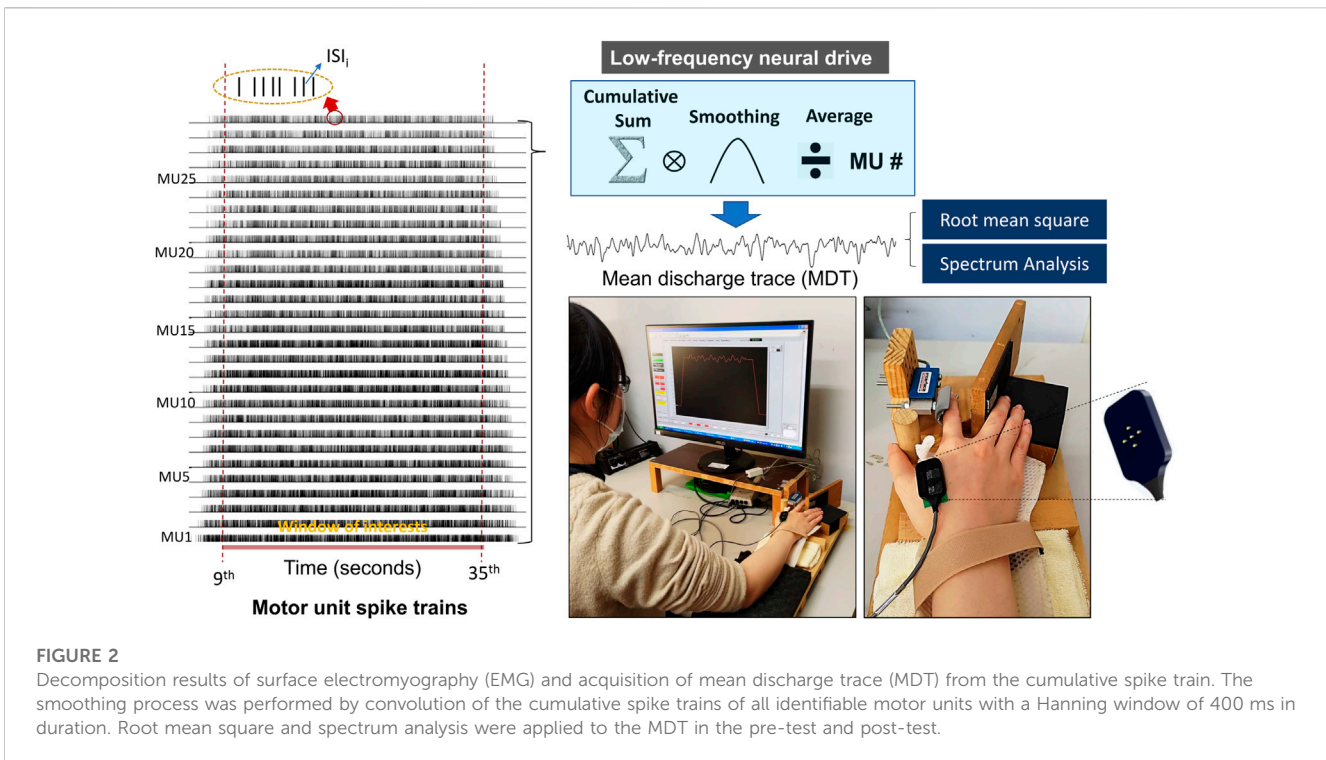 ISIi
MU25
MU20
MU15
MU10
MU5
MU1
Window of interests
9th
Time (seconds)
35th
Motor unit spike trains
Low-frequency neural drive
Cumulative
Sum
Smoothing
Average
∑ ⊗ ÷ MU #
Root mean square
Spectrum Analysis
Mean discharge trace (MDT)
FIGURE 2
Decomposition results of surface electromyography (EMG) and acquisition of mean discharge trace (MDT) from the cumulative spike train. The
smoothing process was performed by convolution of the cumulative spike trains of all identifiable motor units with a Hanning window of 400 ms in
duration. Root mean square and spectrum analysis were applied to the MDT in the pre-test and post-test.